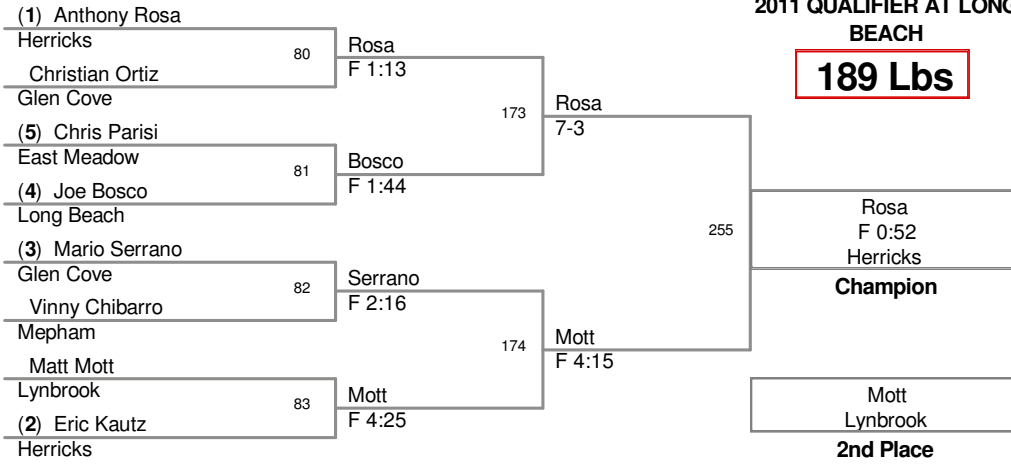 2011 QUALIFIER AT LONG
BEACH
189 Lbs
(1) Anthony Rosa
Herricks
Christian Ortiz
Glen Cove
(5) Chris Parisi
East Meadow
(4) Joe Bosco
Long Beach
(3) Mario Serrano
Glen Cove
Vinny Chibarro
Mepham
Matt Mott
Lynbrook
(2) Eric Kautz
Herricks
80
81
82
83
Rosa
F 1:13
Bosco
F 1:44
Serrano
F 2:16
Mott
F 4:25
173
174
Rosa
7-3
Mott
F 4:15
255
Rosa
F 0:52
Herricks
Champion
Mott
Lynbrook
2nd Place